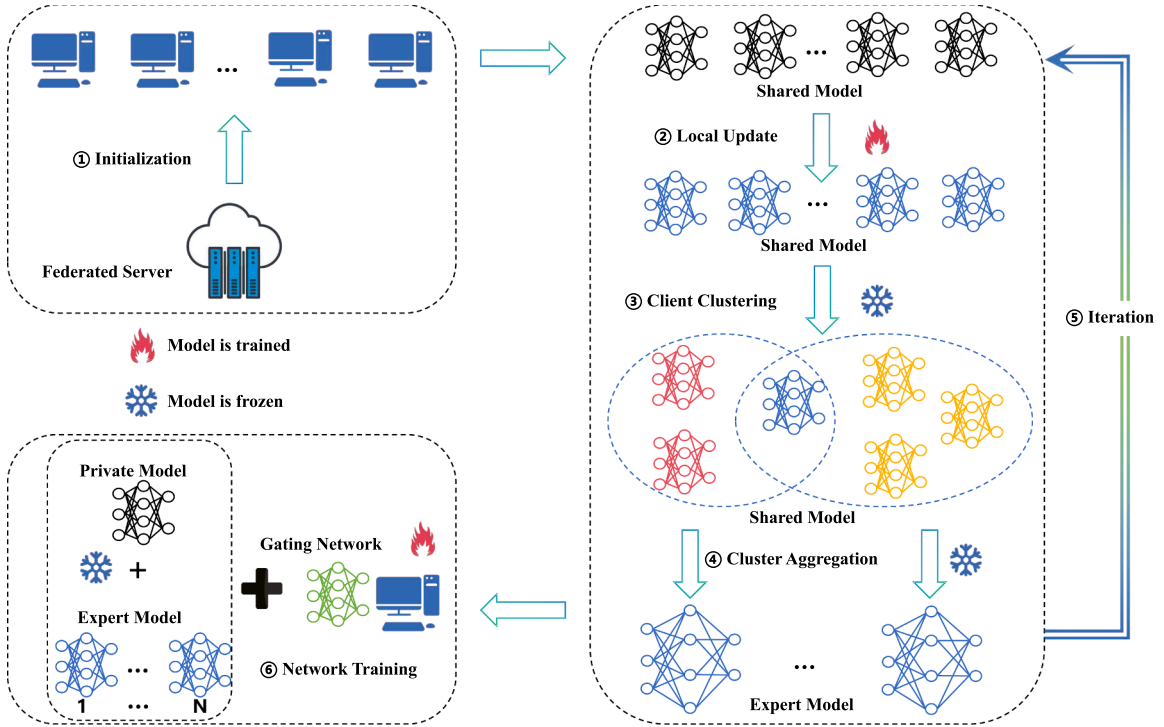 ...
① Initialization
Federated Server
Model is trained
Model is frozen
...
Shared Model
② Local Update
...
Shared Model
③ Client Clustering
Shared Model
④ Cluster Aggregation
...
Expert Model
⑤ Iteration
Private Model
+
Expert Model
...
1 ... N
Gating Network
⑥ Network Training